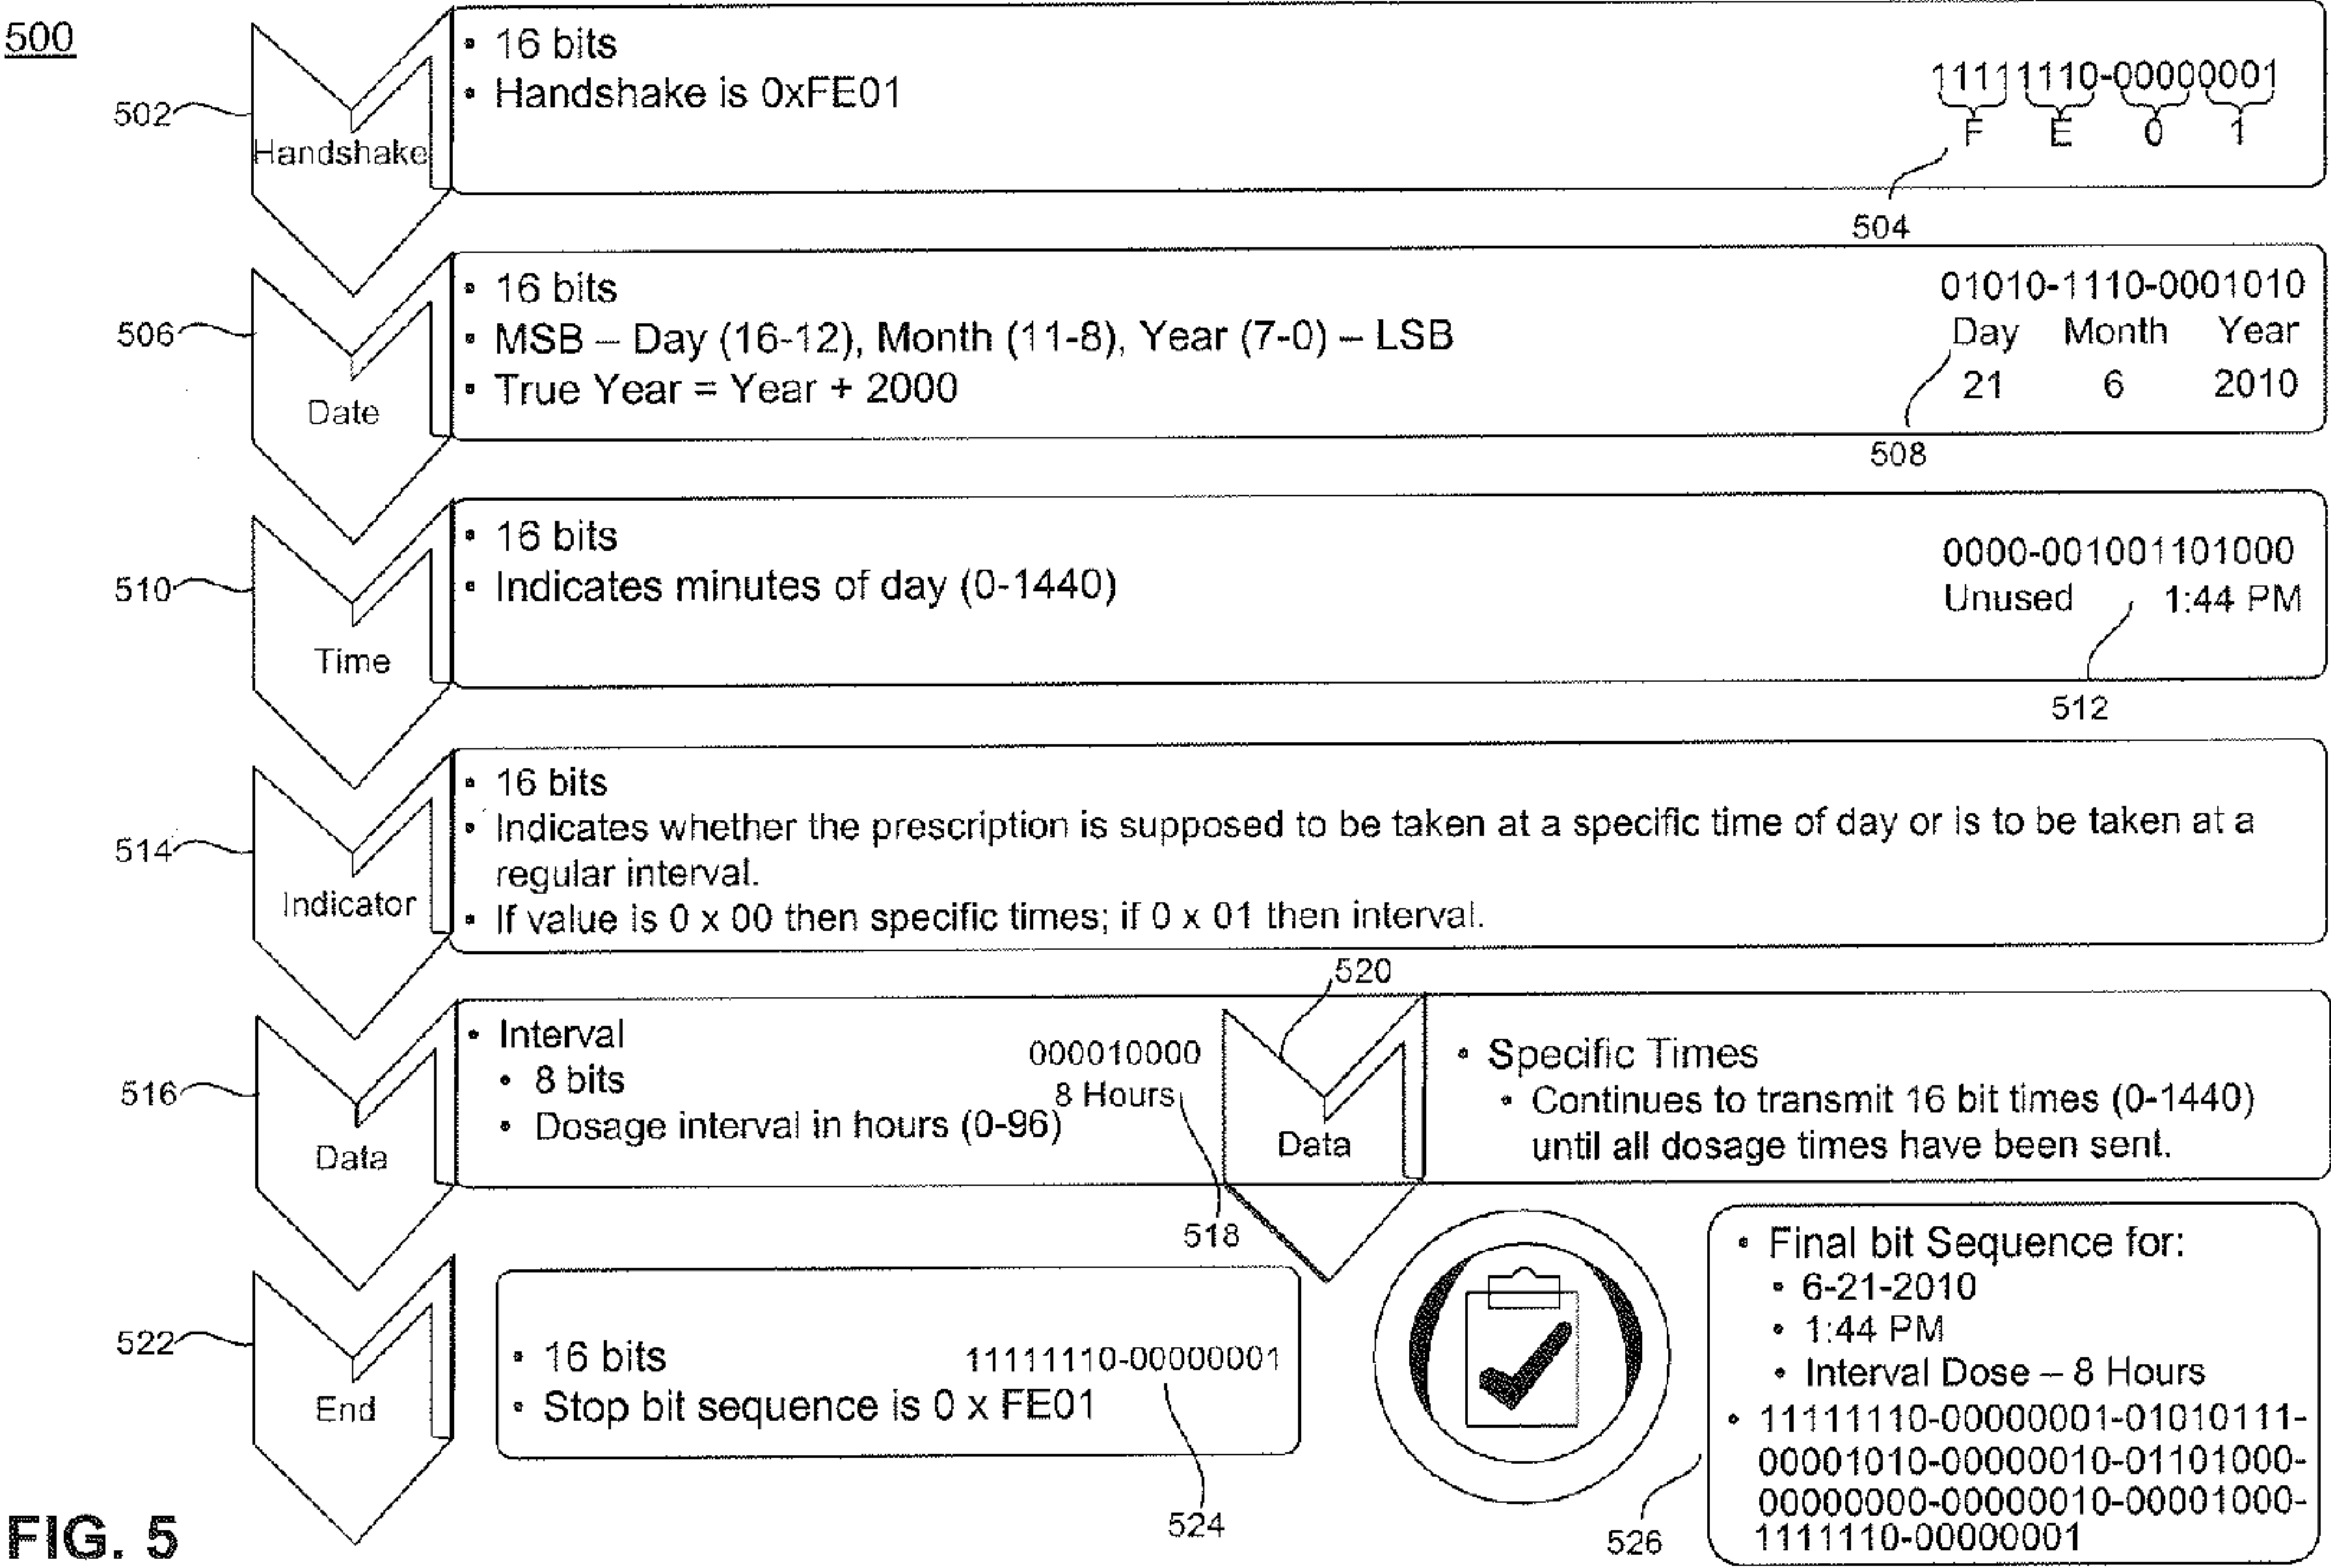 500
502
Handshake
• 16 bits
• Handshake is 0xFE01
11111110-00000001
F E 0 1
504
506
Date
• 16 bits
• MSB – Day (16-12), Month (11-8), Year (7-0) – LSB
• True Year = Year + 2000
01010-1110-0001010
Day Month Year
21 6 2010
508
510
Time
• 16 bits
• Indicates minutes of day (0-1440)
0000-001001101000
Unused 1:44 PM
512
514
Indicator
• 16 bits
• Indicates whether the prescription is supposed to be taken at a specific time of day or is to be taken at a
regular interval.
• If value is 0 x 00 then specific times; if 0 x 01 then interval.
516
Data
• Interval
• 8 bits
• Dosage interval in hours (0-96)
000010000
8 Hours
518
520
Data
• Specific Times
• Continues to transmit 16 bit times (0-1440)
until all dosage times have been sent.
522
End
• 16 bits
• Stop bit sequence is 0 x FE01
11111110-00000001
524
• Final bit Sequence for:
• 6-21-2010
• 1:44 PM
• Interval Dose – 8 Hours
• 11111110-00000001-01010111-
00001010-00000010-01101000-
00000000-00000010-00001000-
1111110-00000001
526
FIG. 5